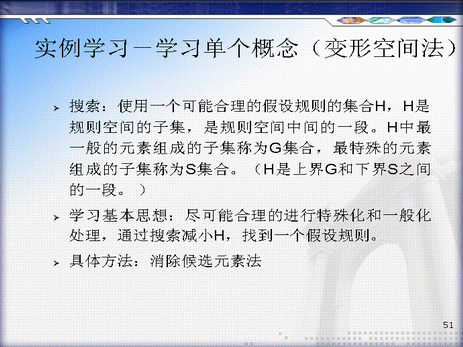 实例学习－学习单个概念（变形空间法）
➢ 搜索：使用一个可能合理的假设规则的集合H，H是
规则空间的子集，是规则空间中间的一段。H中最
一般的元素组成的子集称为G集合，最特殊的元素
组成的子集称为S集合。（H是上界G和下界S之间
的一段。）
➢ 学习基本思想：尽可能合理的进行特殊化和一般化
处理，通过搜索减小H，找到一个假设规则。
➢ 具体方法：消除候选元素法
51